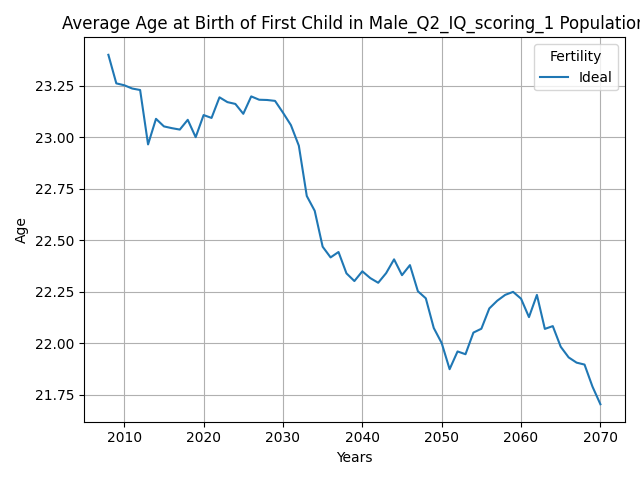 Average Age at Birth of First Child in Male_Q2_IQ_scoring_1 Population
Fertility
Ideal
23.25
23.00
22.75
22.50
22.25
22.00
21.75
Age
2010 2020 2030 2040 2050 2060 2070
Years